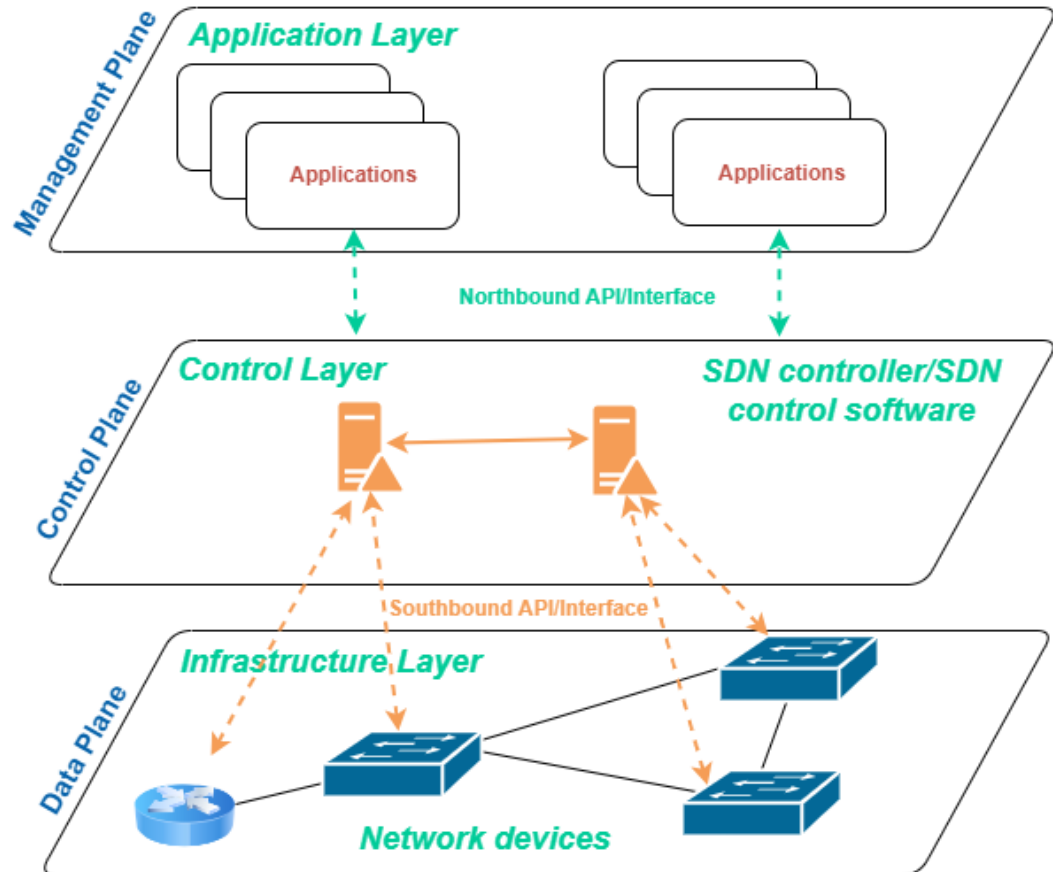 Management Plane
Application Layer
Applications
Applications
Northbound API/Interface
Control Plane
Control Layer
SDN controller/SDN
control software
Southbound API/Interface
Data Plane
Infrastructure Layer
Network devices